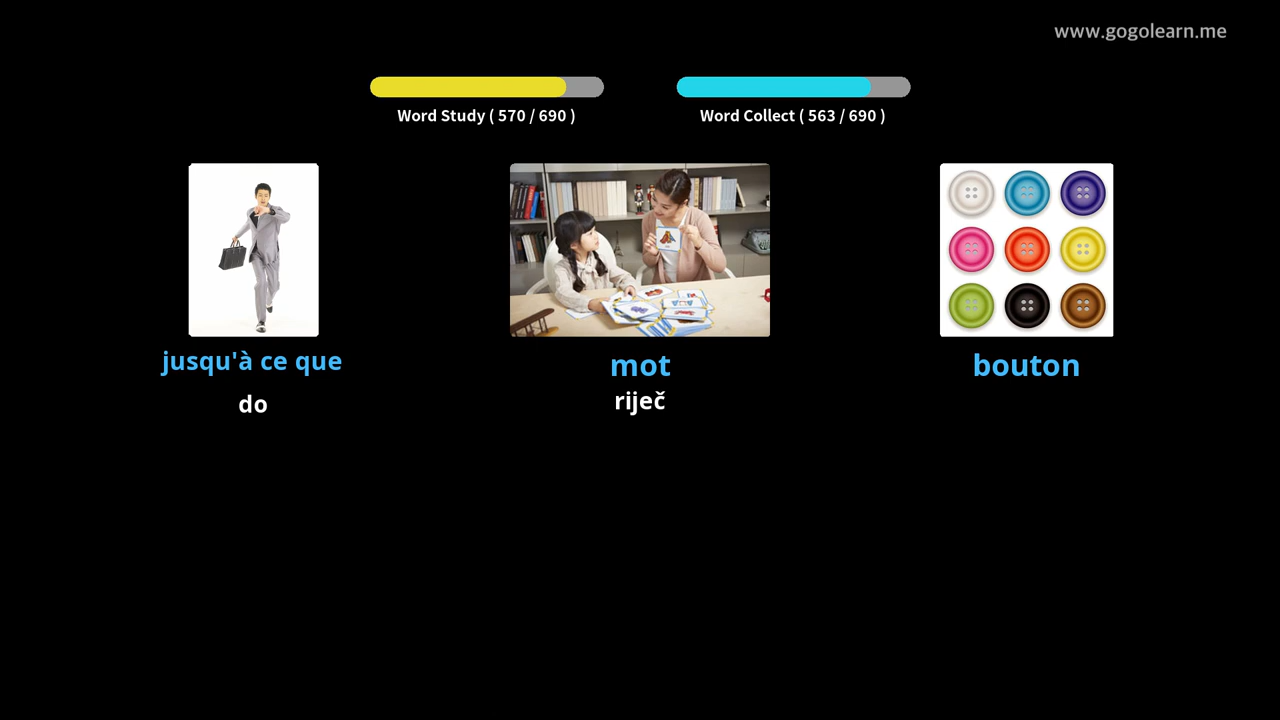 www.gogolearn.me
Word Study ( 570 / 690 )
Word Collect ( 563 / 690 )
jusqu'à ce que
do
mot
riječ
bouton